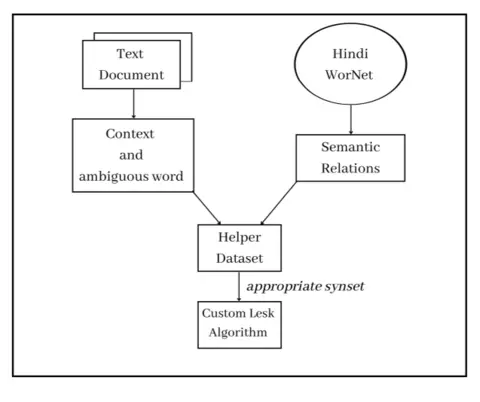 Text
Document
Hindi
WorNet
Context
and
ambiguous word
Semantic
Relations
Helper
Dataset
appropriate synset
Custom Lesk
Algorithm